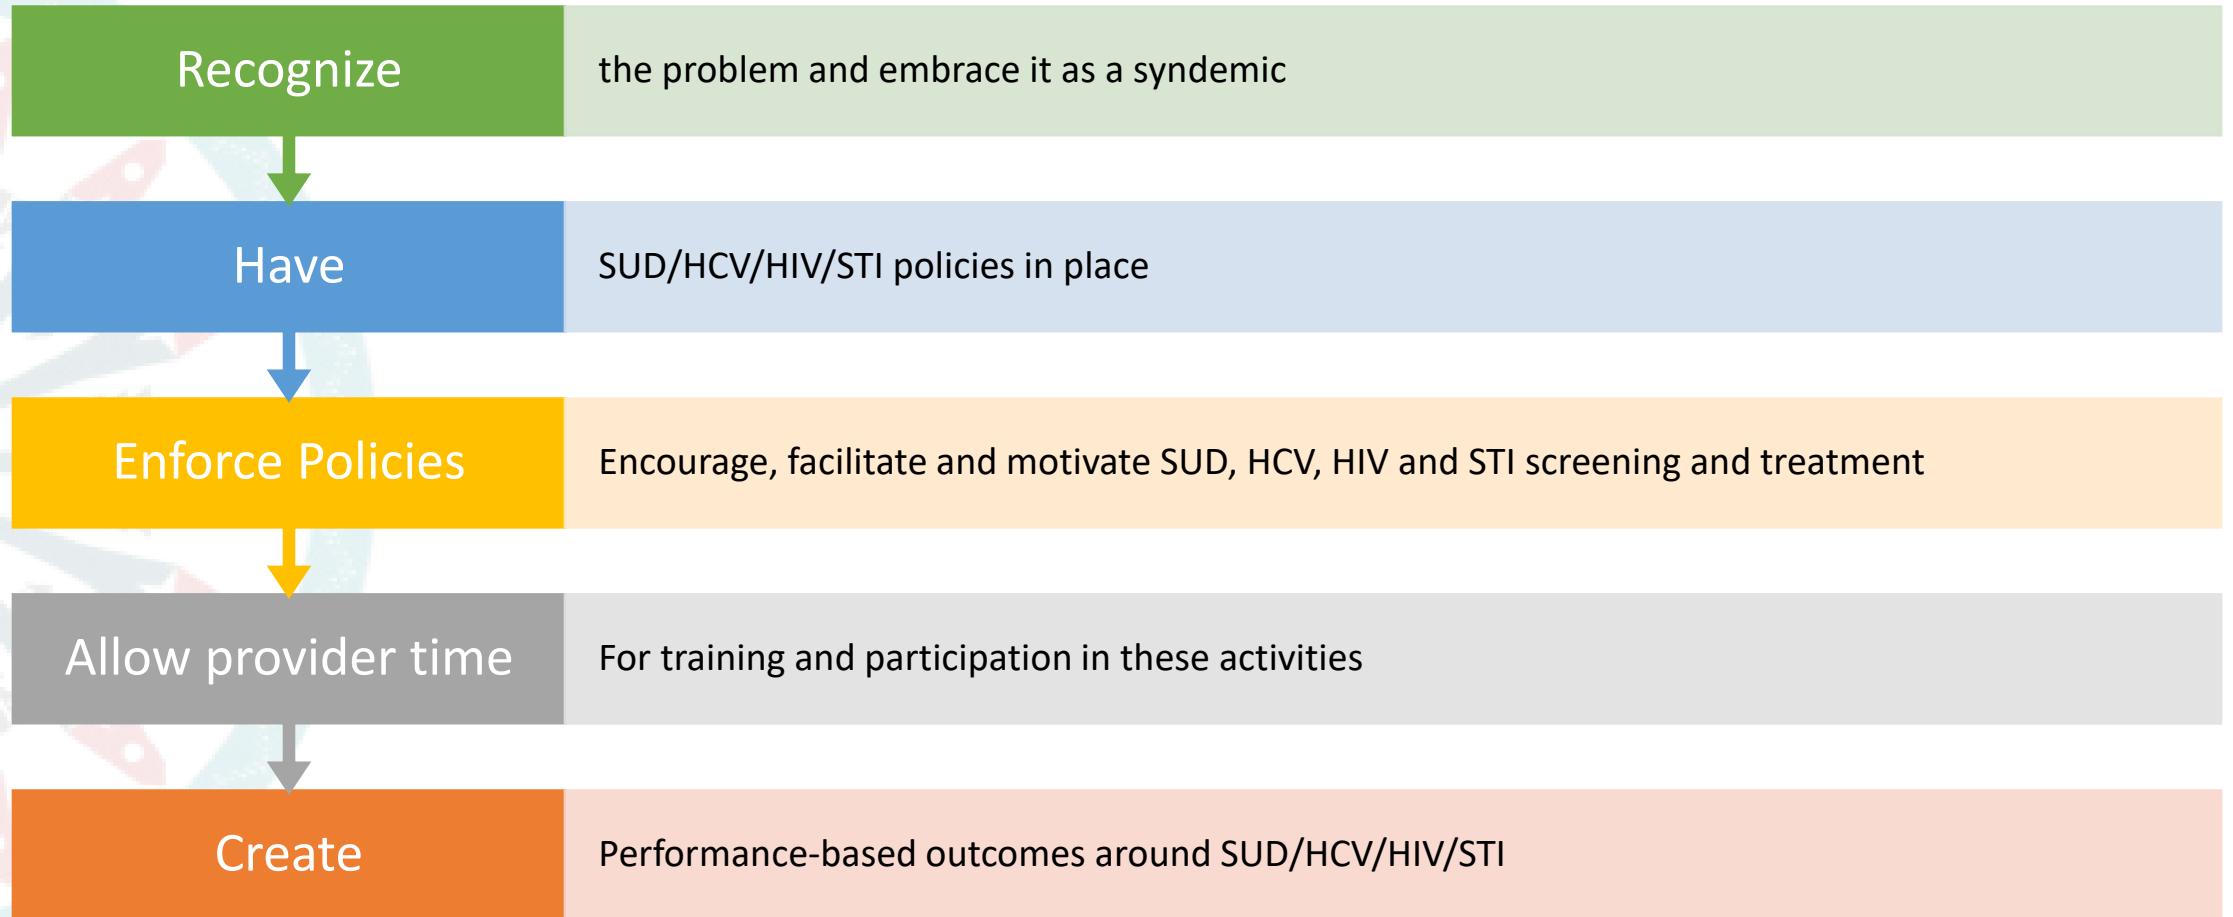 Recognize
the problem and embrace it as a syndemic
Have
SUD/HCV/HIV/STI policies in place
Enforce Policies
Encourage, facilitate and motivate SUD, HCV, HIV and STI screening and treatment
Allow provider time
For training and participation in these activities
Create
Performance-based outcomes around SUD/HCV/HIV/STI